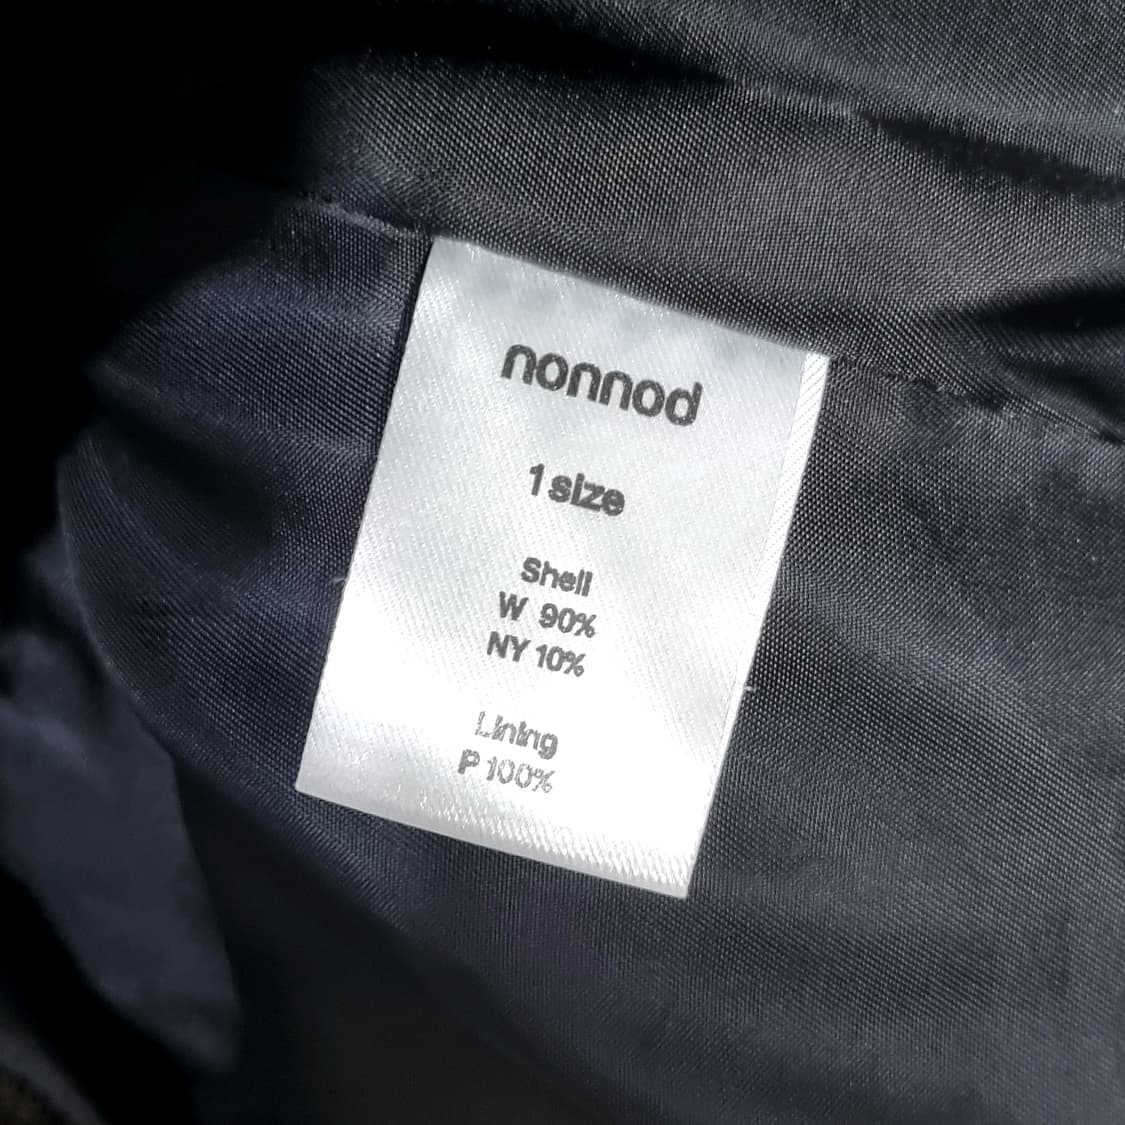 nonnod
1 size
Shell
W 90%
NY 10%
Lining
P 100%